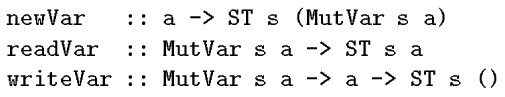 newVar   :: a -> ST s (MutVar s a)
readVar  :: MutVar s a -> ST s a
writeVar :: MutVar s a -> a -> ST s ()